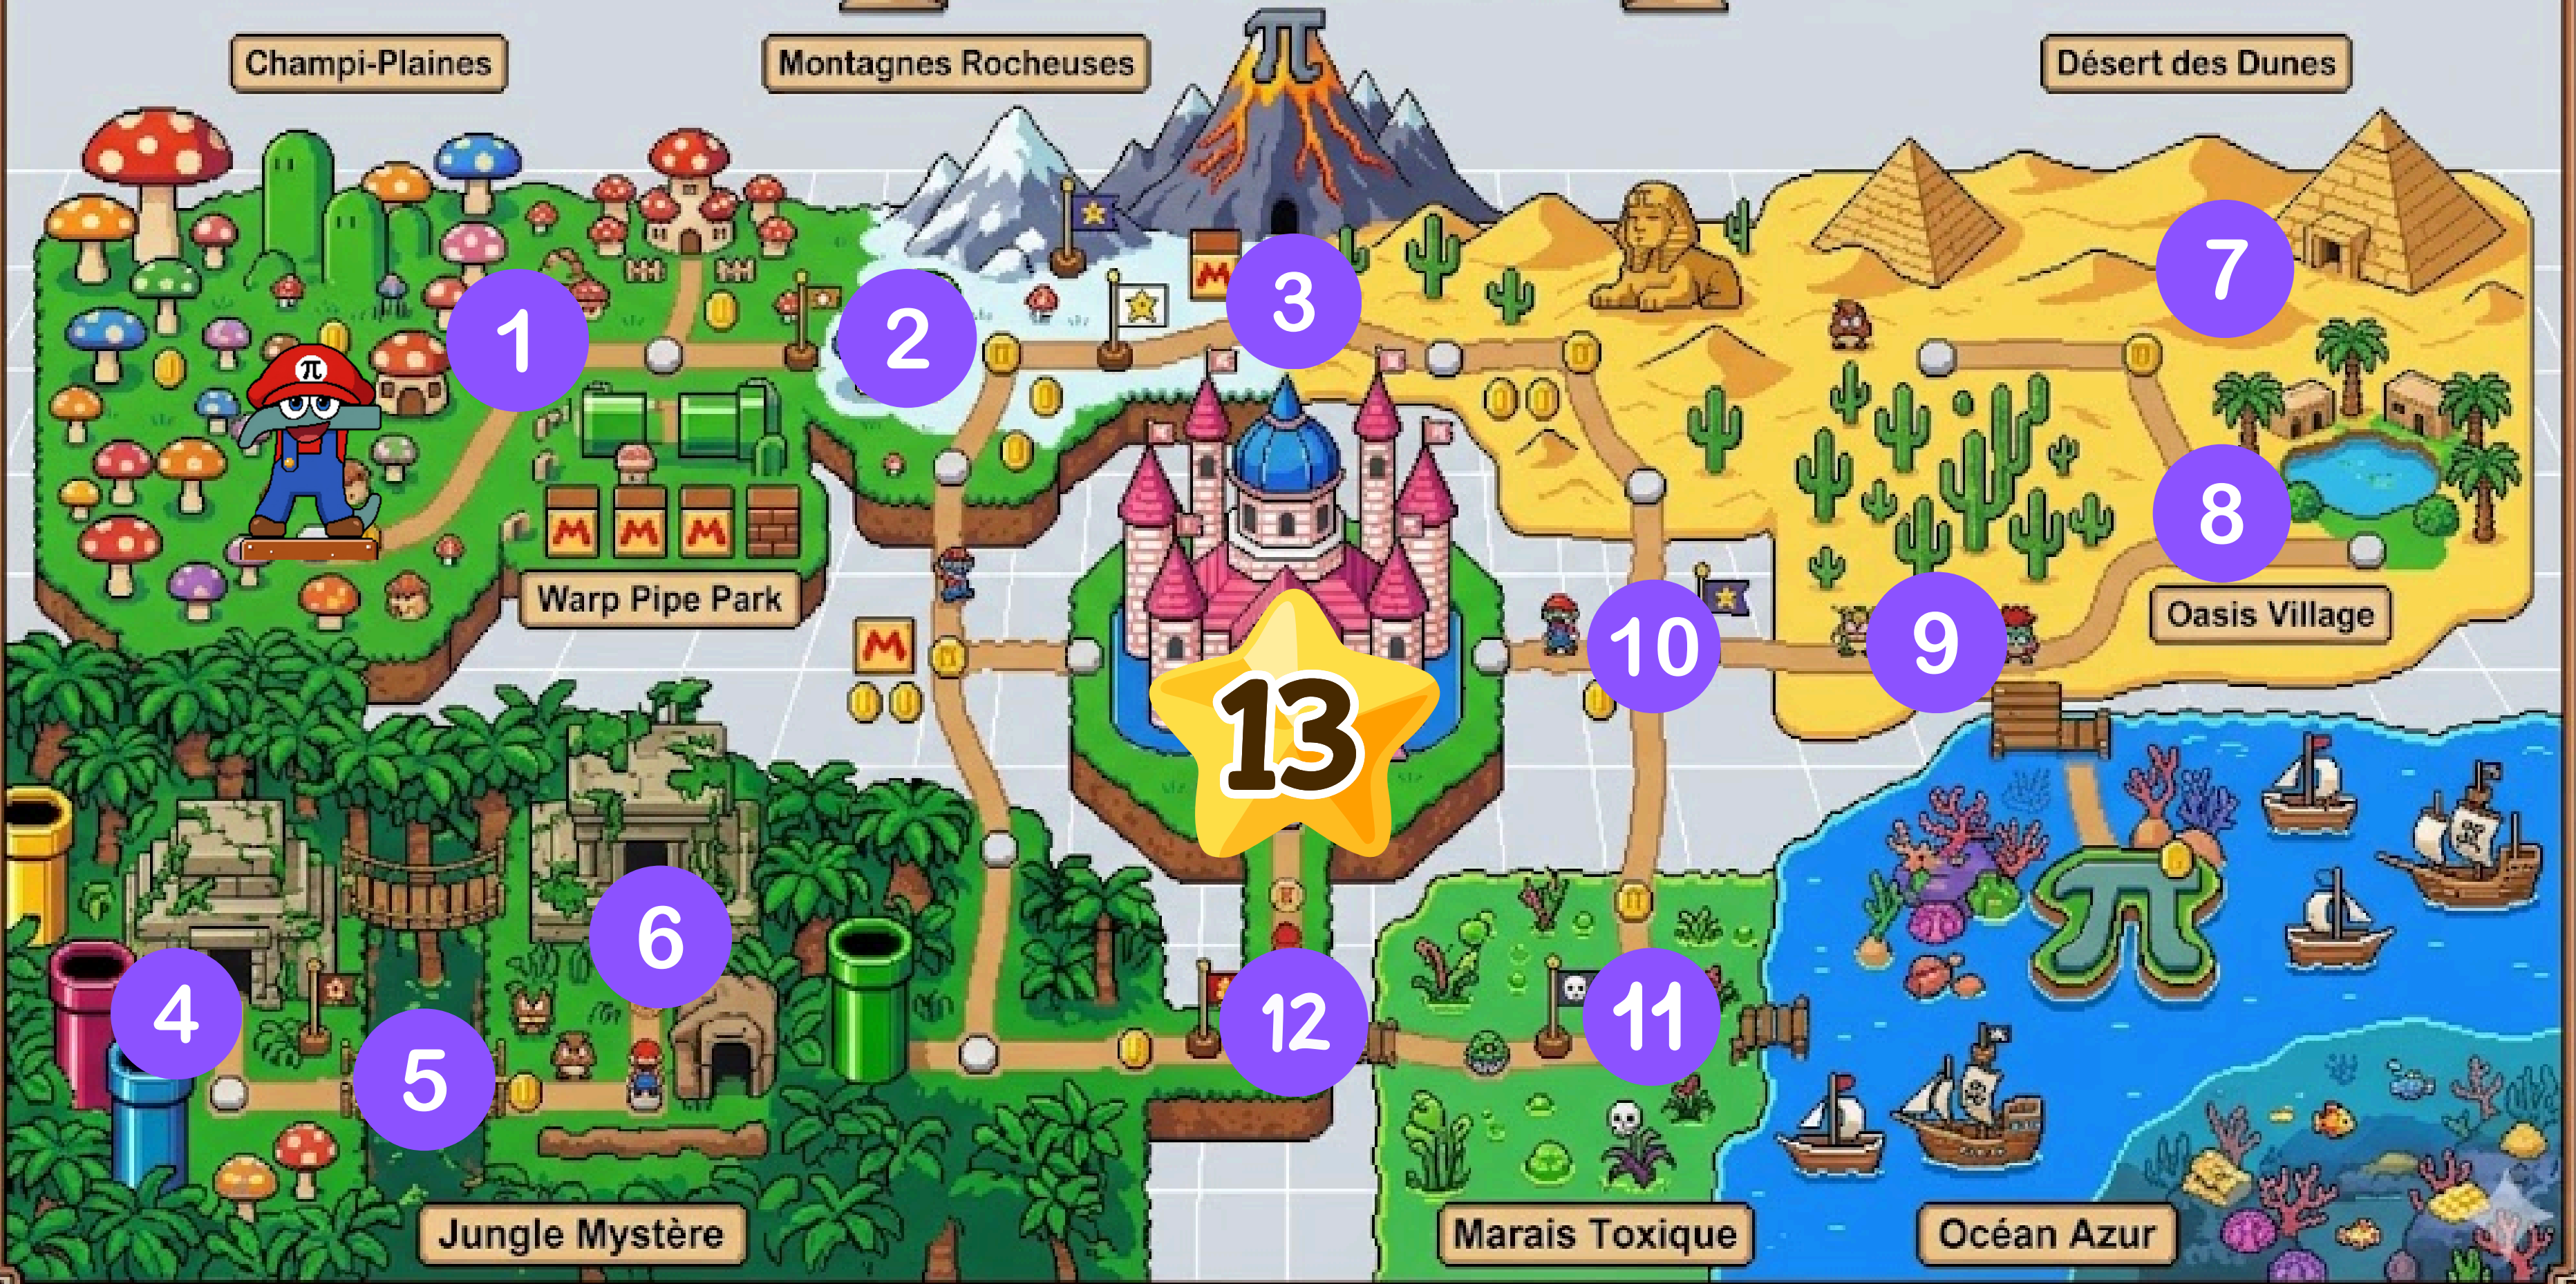 π
Champi-Plaines
Montagnes Rocheuses
Désert des Dunes
M
7
3
1
2
π
M M M
8
Warp Pipe Park
Oasis Village
10
9
M
13
6
π
4
12
11
5
Jungle Mystère
Marais Toxique
Océan Azur